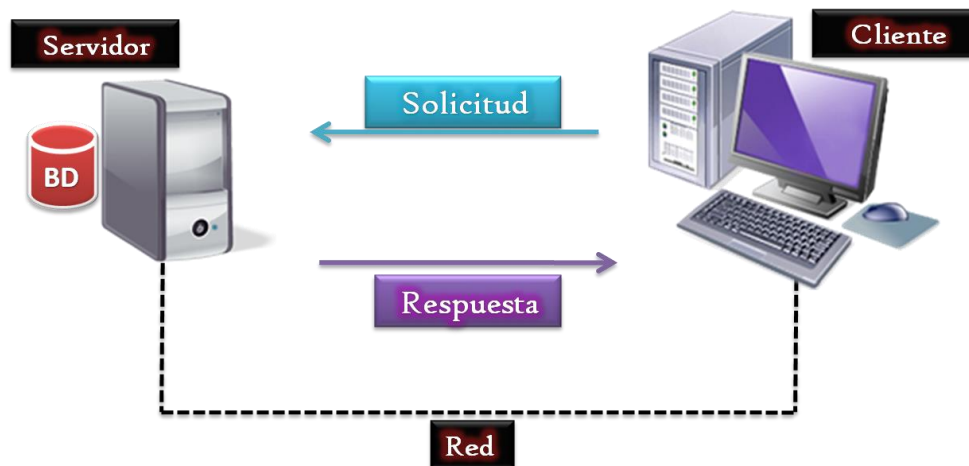 Servidor
Cliente
Solicitud
BD
Respuesta
Red